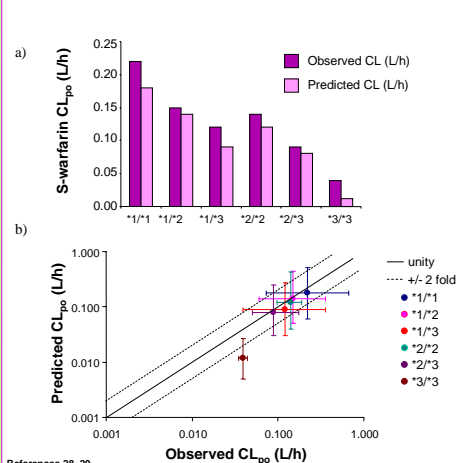 a)
0.25
0.20
0.15
0.10
0.05
0.00
S-warfarin CLpo (L/h)
Observed CL (L/h)
Predicted CL (L/h)
*1/*1 *1/*2 *1/*3 *2/*2 *2/*3 *3/*3
b)
1.000
0.100
0.010
0.001
Predicted CLpo (L/h)
0.001 0.010 0.100 1.000
Observed CLpo (L/h)
unity
+/- 2 fold
*1/*1
*1/*2
*1/*3
*2/*2
*2/*3
*3/*3
References 28, 29